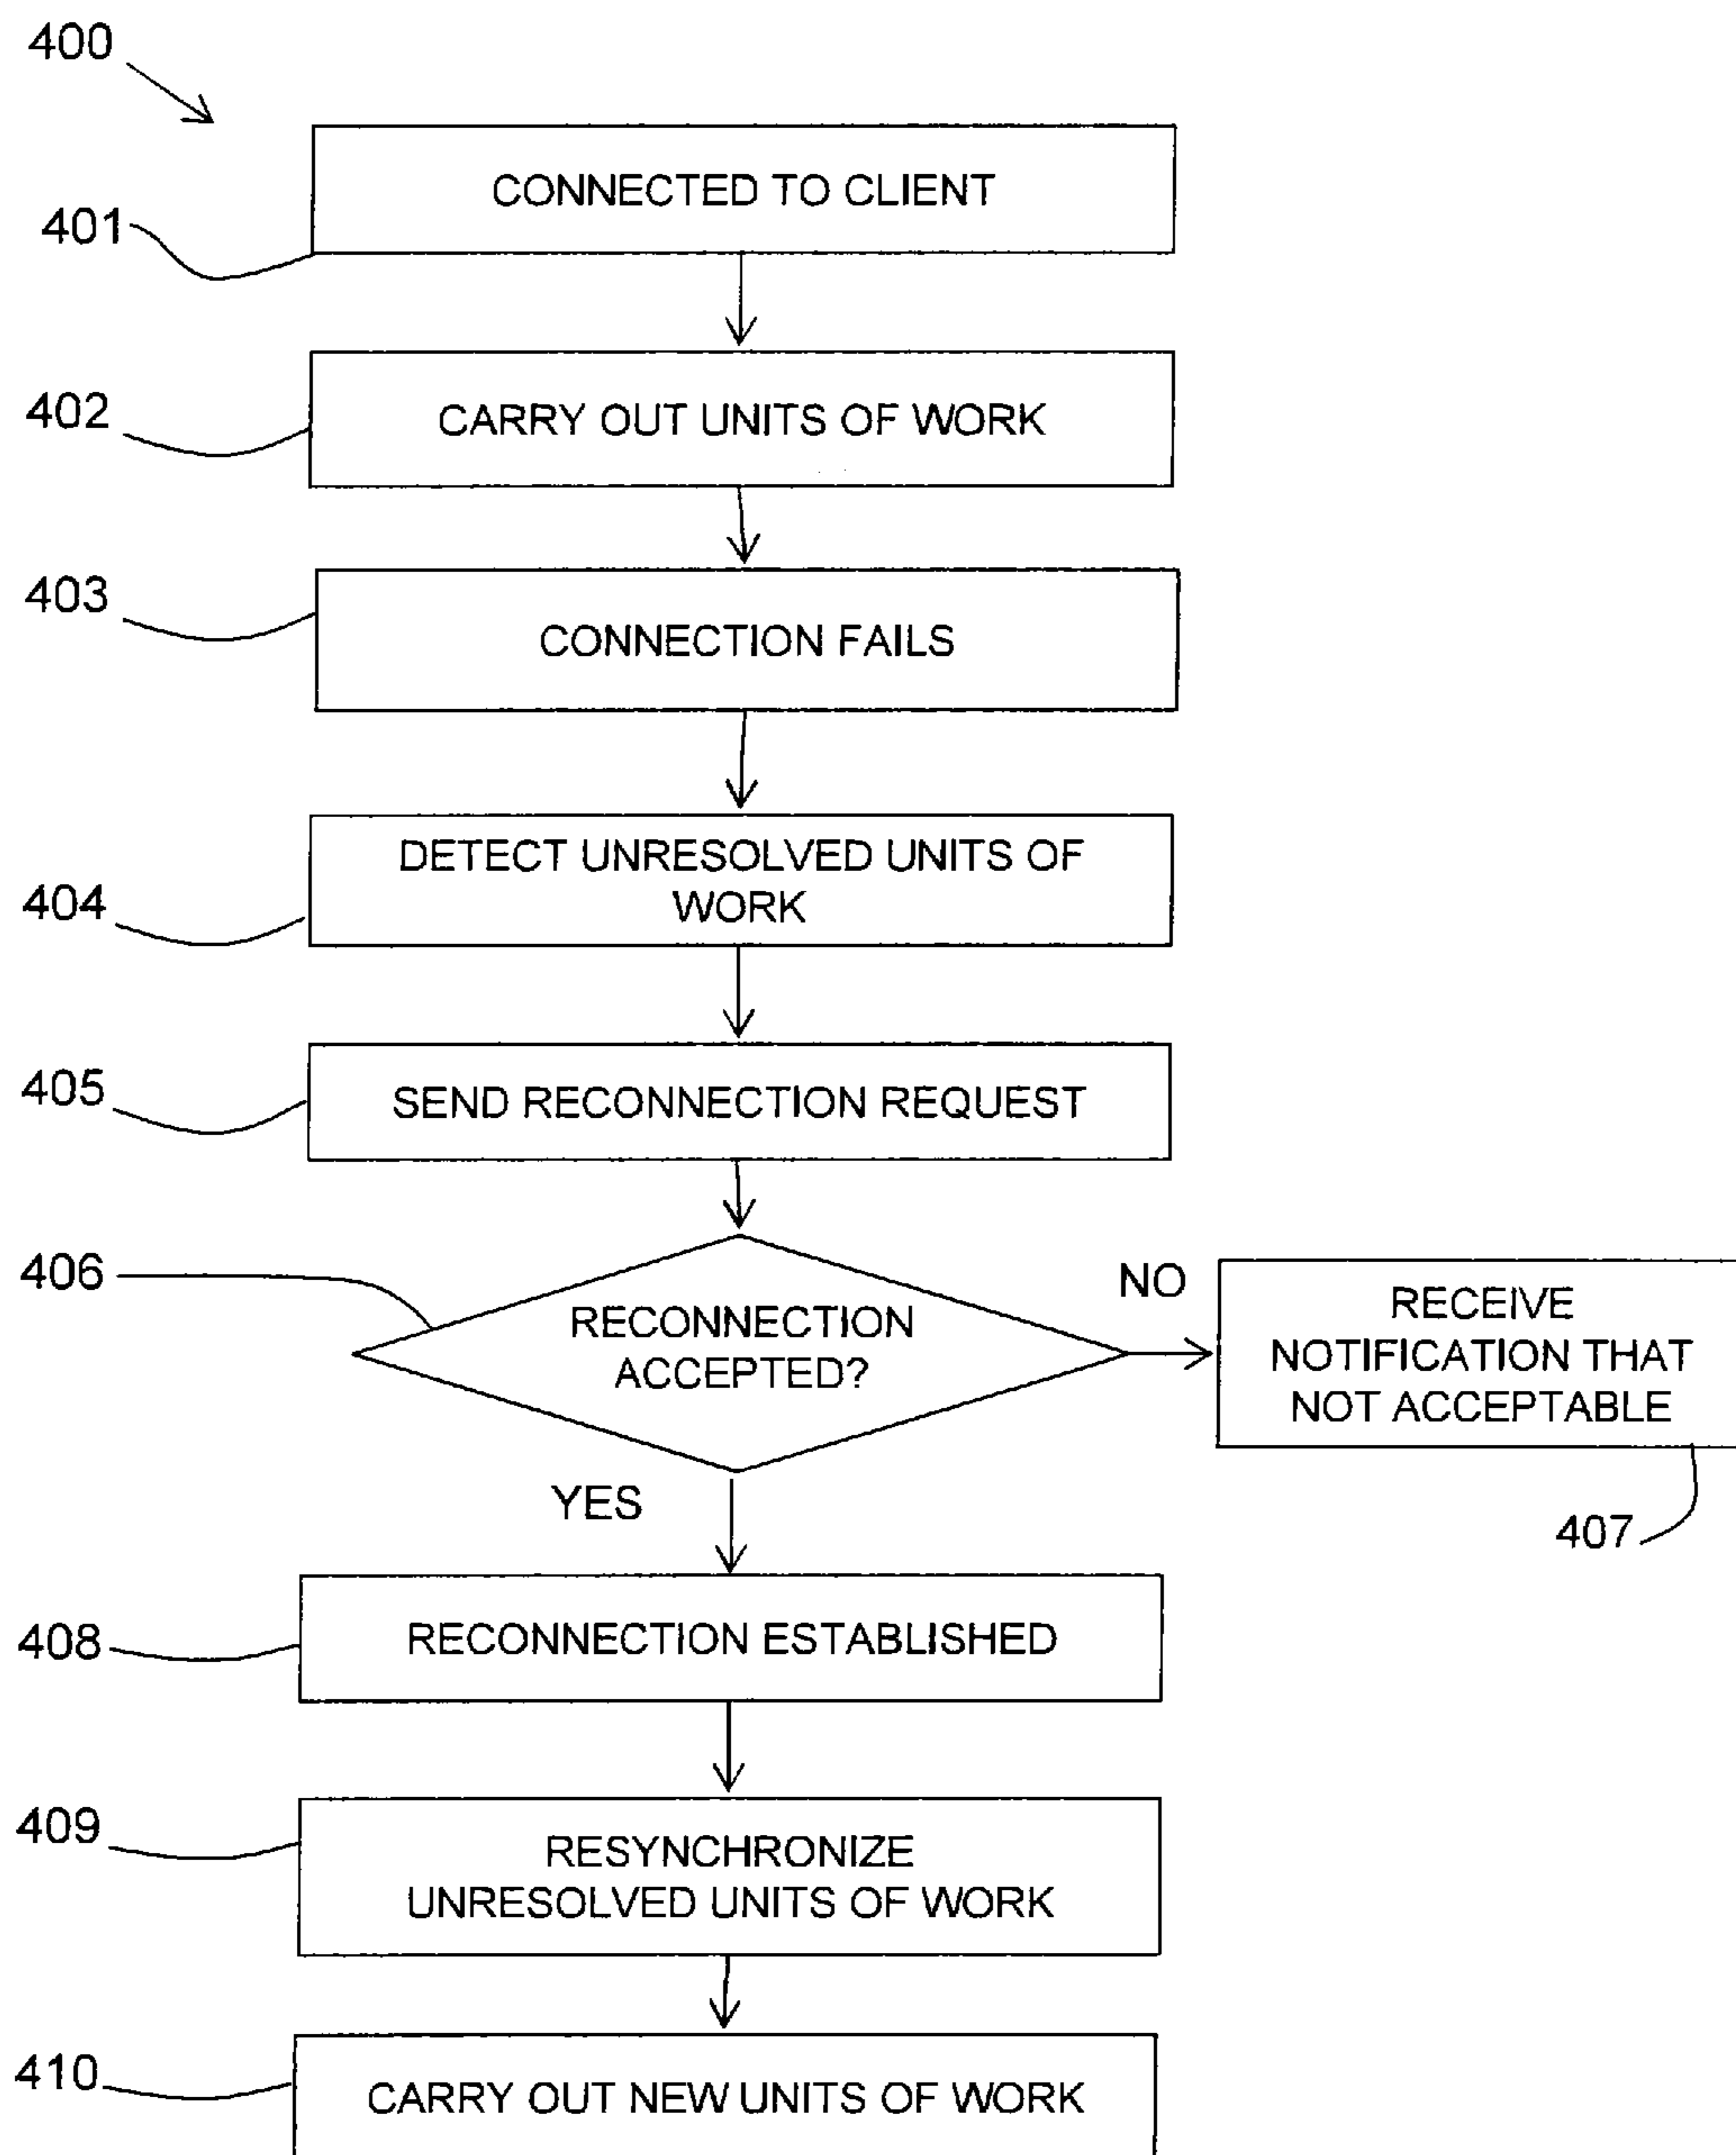 400
CONNECTED TO CLIENT
401
402
CARRY OUT UNITS OF WORK
403
CONNECTION FAILS
DETECT UNRESOLVED UNITS OF
WORK
404
405
SEND RECONNECTION REQUEST
406
RECONNECTION
ACCEPTED?
NO
RECEIVE
NOTIFICATION THAT
NOT ACCEPTABLE
YES
407
408
RECONNECTION ESTABLISHED
409
RESYNCHRONIZE
UNRESOLVED UNITS OF WORK
410
CARRY OUT NEW UNITS OF WORK